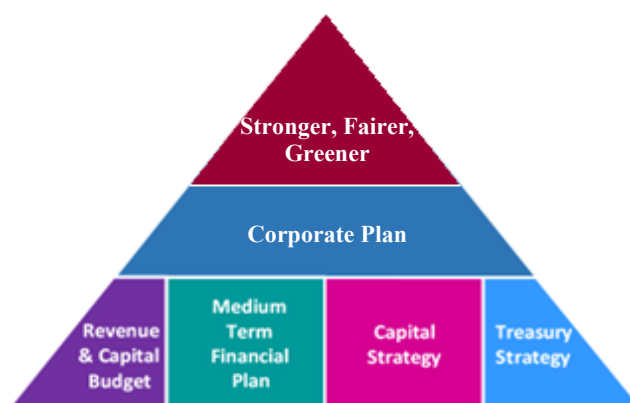 Stronger, Fairer,
Greener
Corporate Plan
Revenue
& Capital
Budget
Medium
Term
Financial
Plan
Capital
Strategy
Treasury
Strategy